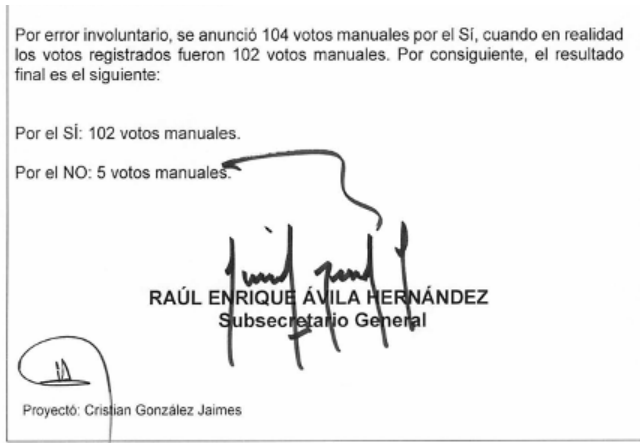 Por error involuntario, se anunció 104 votos manuales por el Sí, cuando en realidad
los votos registrados fueron 102 votos manuales. Por consiguiente, el resultado
final es el siguiente:
Por el SÍ: 102 votos manuales.
Por el NO: 5 votos manuales.
RAÚL ENRIQUE ÁVILA HERNÁNDEZ
Subsecretario General
Proyectó: Cristian González Jaimes